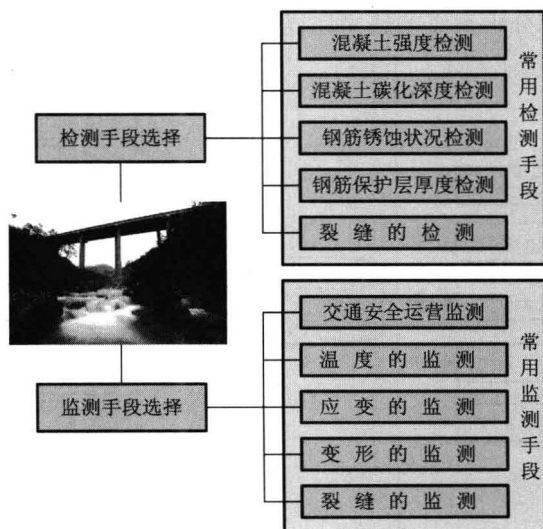 混凝土强度检测
混凝土碳化深度检测
检测手段选择
钢筋锈蚀状况检测
钢筋保护层厚度检测
裂缝的检测
常用检测手段
交通安全运营监测
温度的监测
监测手段选择
应变的监测
变形的监测
裂缝的监测
常用监测手段